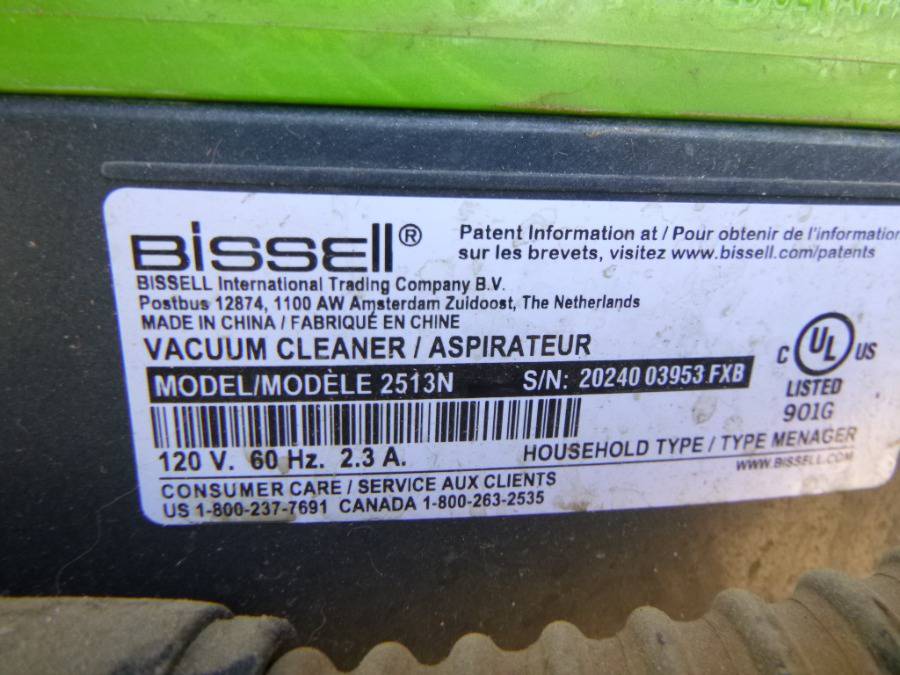 BISSELL®
Patent Information at / Pour obtenir de l'information
sur les brevets, visitez www.bissell.com/patents
BISSELL International Trading Company B.V.
Postbus 12874, 1100 AW Amsterdam Zuidoost, The Netherlands
MADE IN CHINA / FABRIQUÉ EN CHINE
VACUUM CLEANER / ASPIRATEUR
MODEL/MODÈLE 2513N S/N: 20240 03953 FXB
C UL US
LISTED
901G
120 V. 60 Hz. 2.3 A.
HOUSEHOLD TYPE / TYPE MENAGER
WWW.BISSELL.COM
CONSUMER CARE / SERVICE AUX CLIENTS
US 1-800-237-7691 CANADA 1-800-263-2535